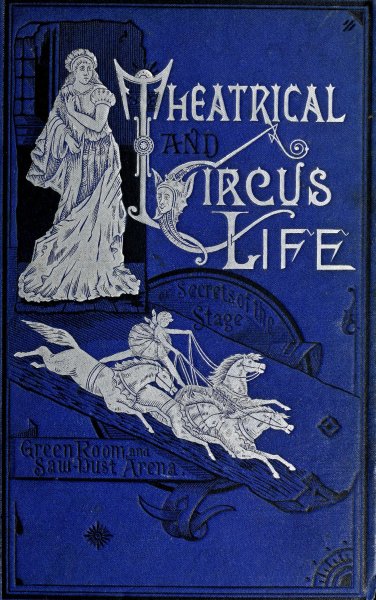 THEATRICAL
AND
CIRCUS
LIFE
or Secrets of the
Stage
Green Room and
Saw-Dust Arena.